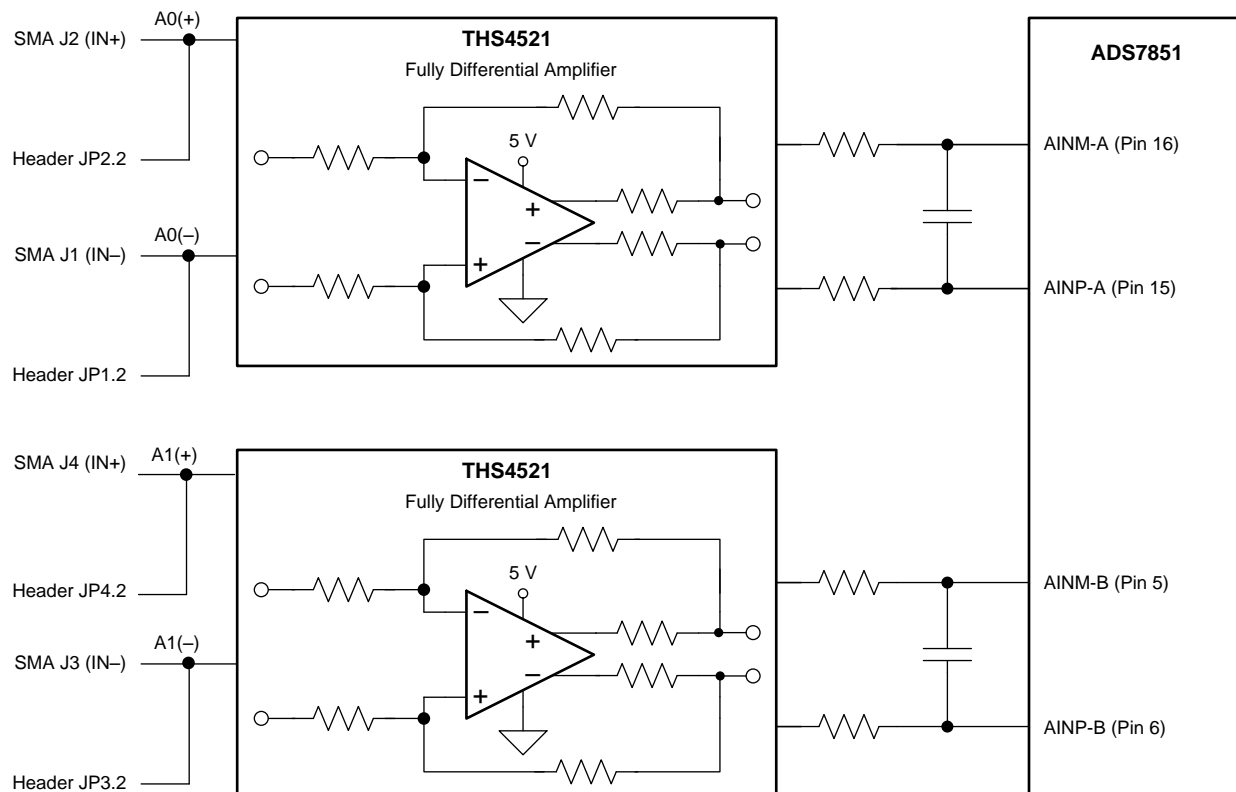 A0(+)
SMA J2 (IN+)
THS4521
Fully Differential Amplifier
ADS7851
5 V
Header JP2.2
AINM-A (Pin 16)
−
+
−
+
A0(−)
SMA J1 (IN−)
AINP-A (Pin 15)
Header JP1.2
A1(+)
SMA J4 (IN+)
THS4521
Fully Differential Amplifier
5 V
Header JP4.2
AINM-B (Pin 5)
−
+
−
+
A1(−)
SMA J3 (IN−)
AINP-B (Pin 6)
Header JP3.2